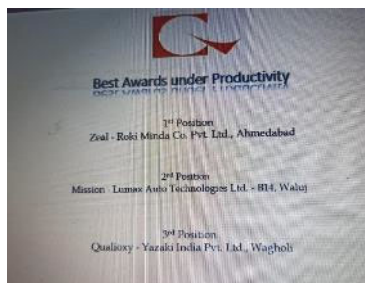 Best Awards under Productivity
1st Position
Zeal - Roki Minda Co. Pvt. Ltd., Ahmedabad
2nd Position
Mission - Lumax Auto Technologies Ltd. - B14, Waluj
3rd Position
Qualioxy - Yazaki India Pvt. Ltd., Wagholi